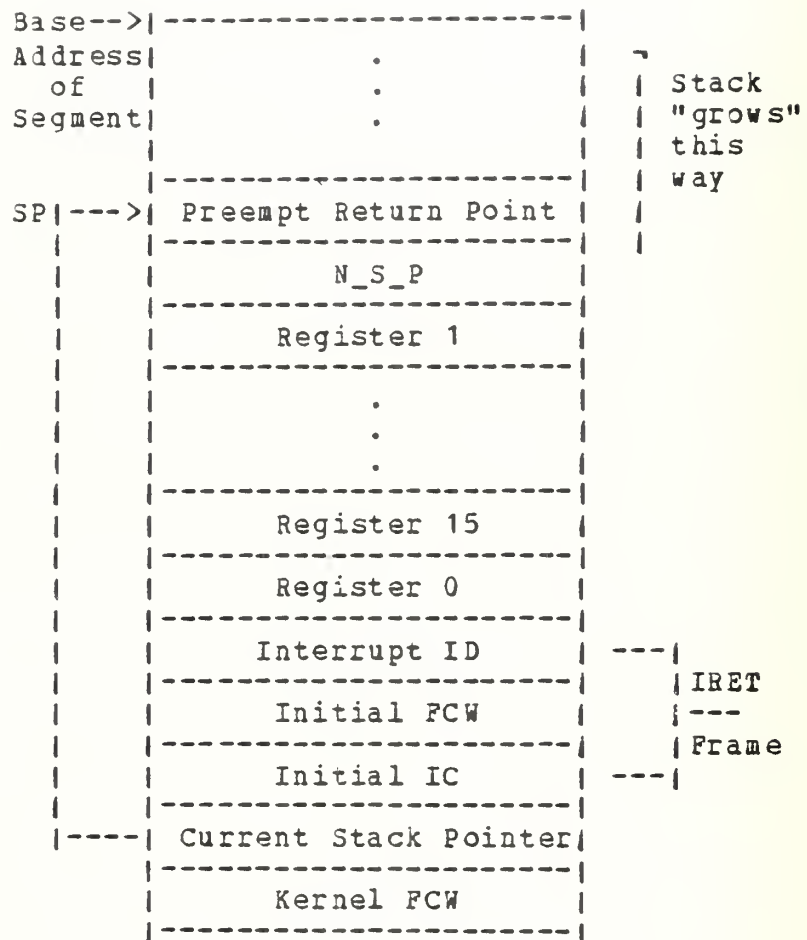 Base-->|----------------------|
Address|
of
Segment|
Stack
"grows"
this
way
SP|--->| Preempt Return Point |
N_S_P
Register 1
Register 15
Register 0
Interrupt ID
IRET
Initial FCW
Frame
Initial IC
Current Stack Pointer
Kernel FCW